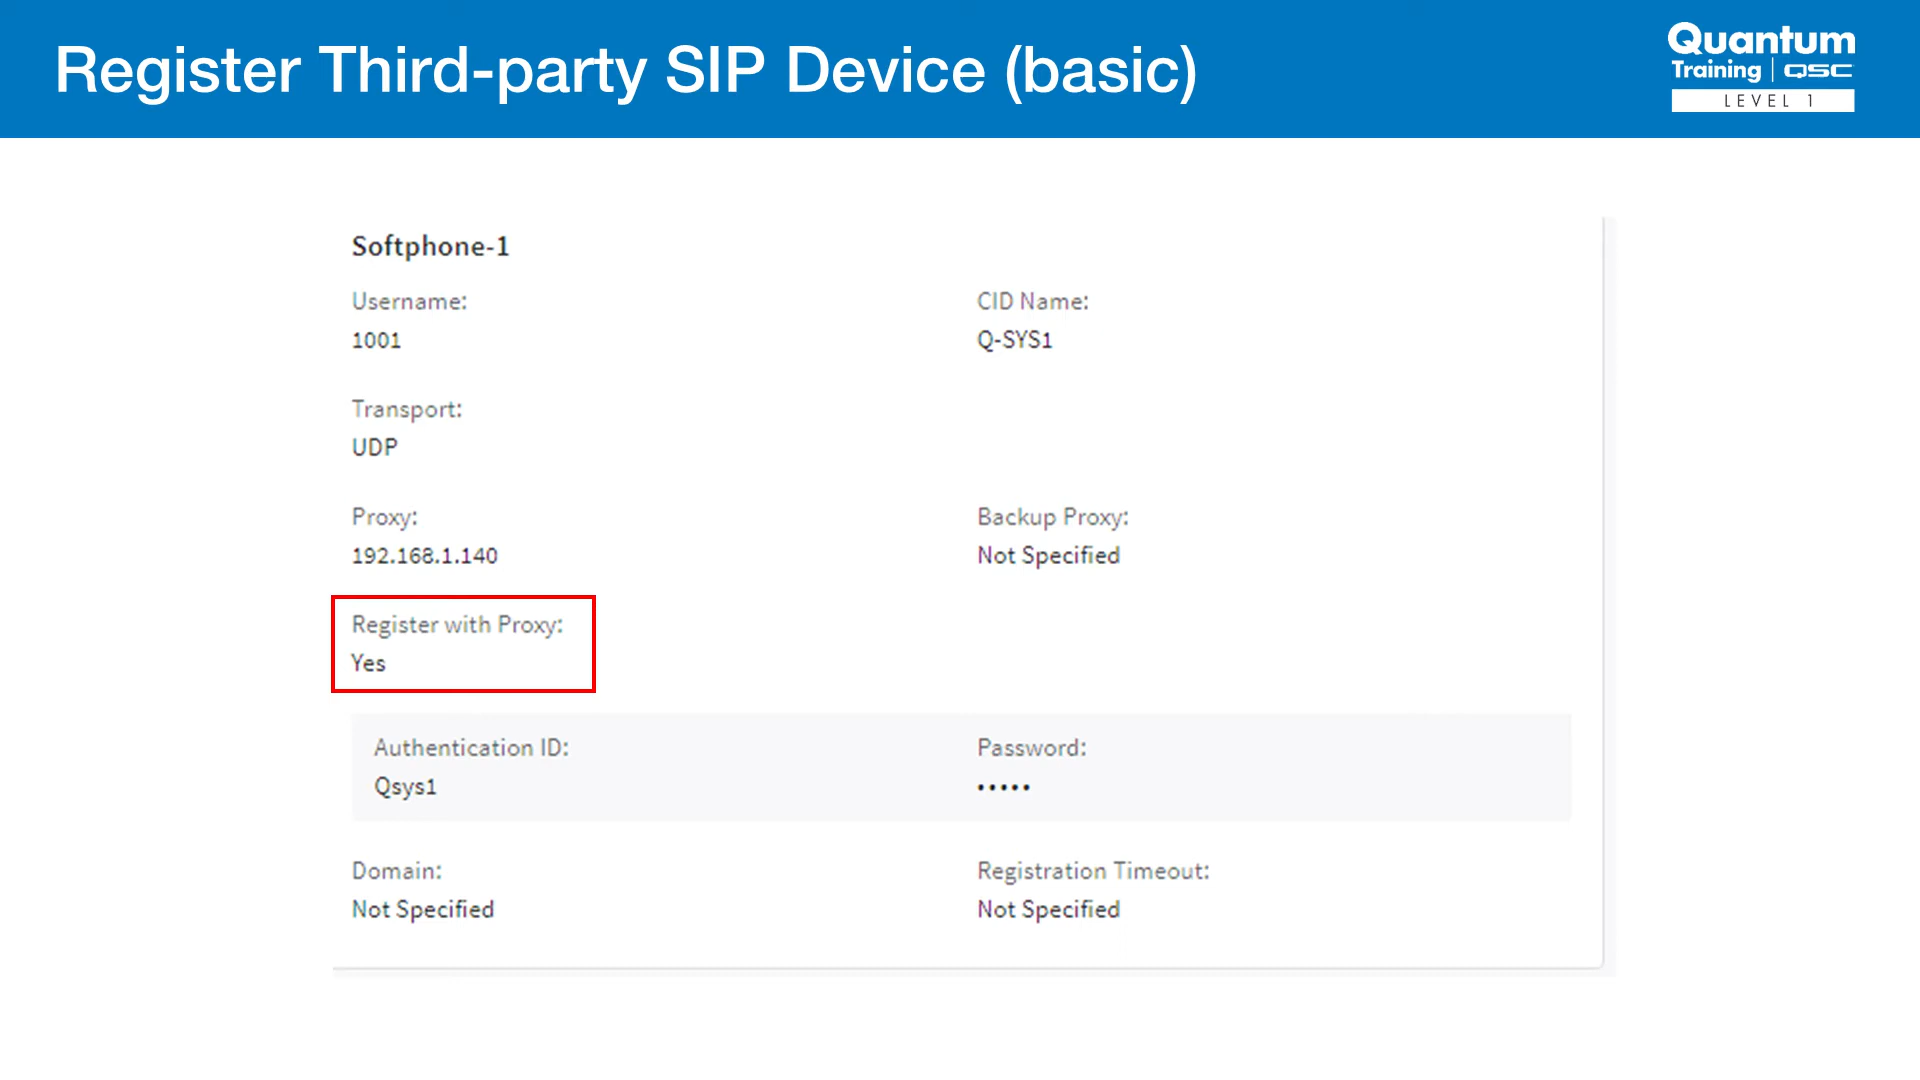 Register Third-party SIP Device (basic)
Quantum
Training | QSC
LEVEL 1
Softphone-1
Username:
1001
CID Name:
Q-SYS1
Transport:
UDP
Proxy:
192.168.1.140
Backup Proxy:
Not Specified
Register with Proxy:
Yes
Authentication ID:
Qsys1
Password:
•••••
Domain:
Not Specified
Registration Timeout:
Not Specified